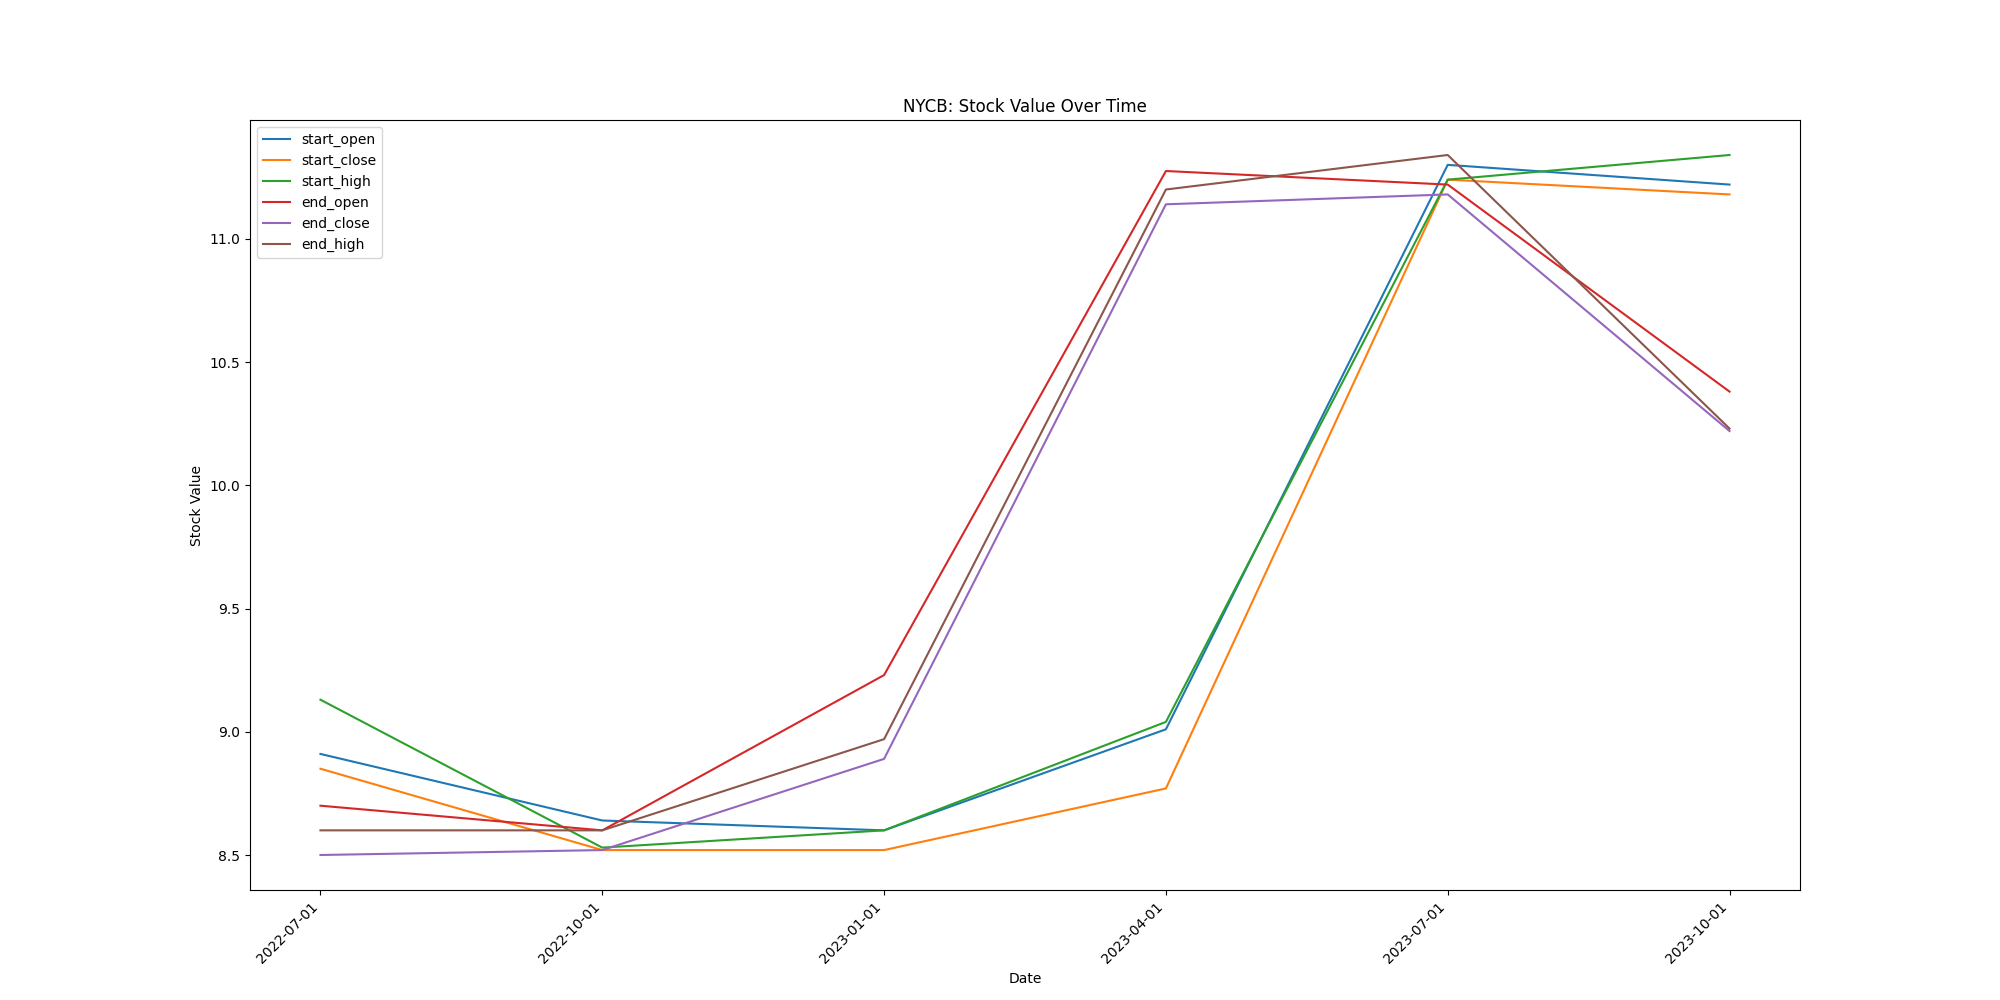 NYCB: Stock Value Over Time
start_open
start_close
start_high
end_open
end_close
end_high
Stock Value
11.0
10.5
10.0
9.5
9.0
8.5
2022-07-01
2022-10-01
2023-01-01
2023-04-01
2023-07-01
2023-10-01
Date